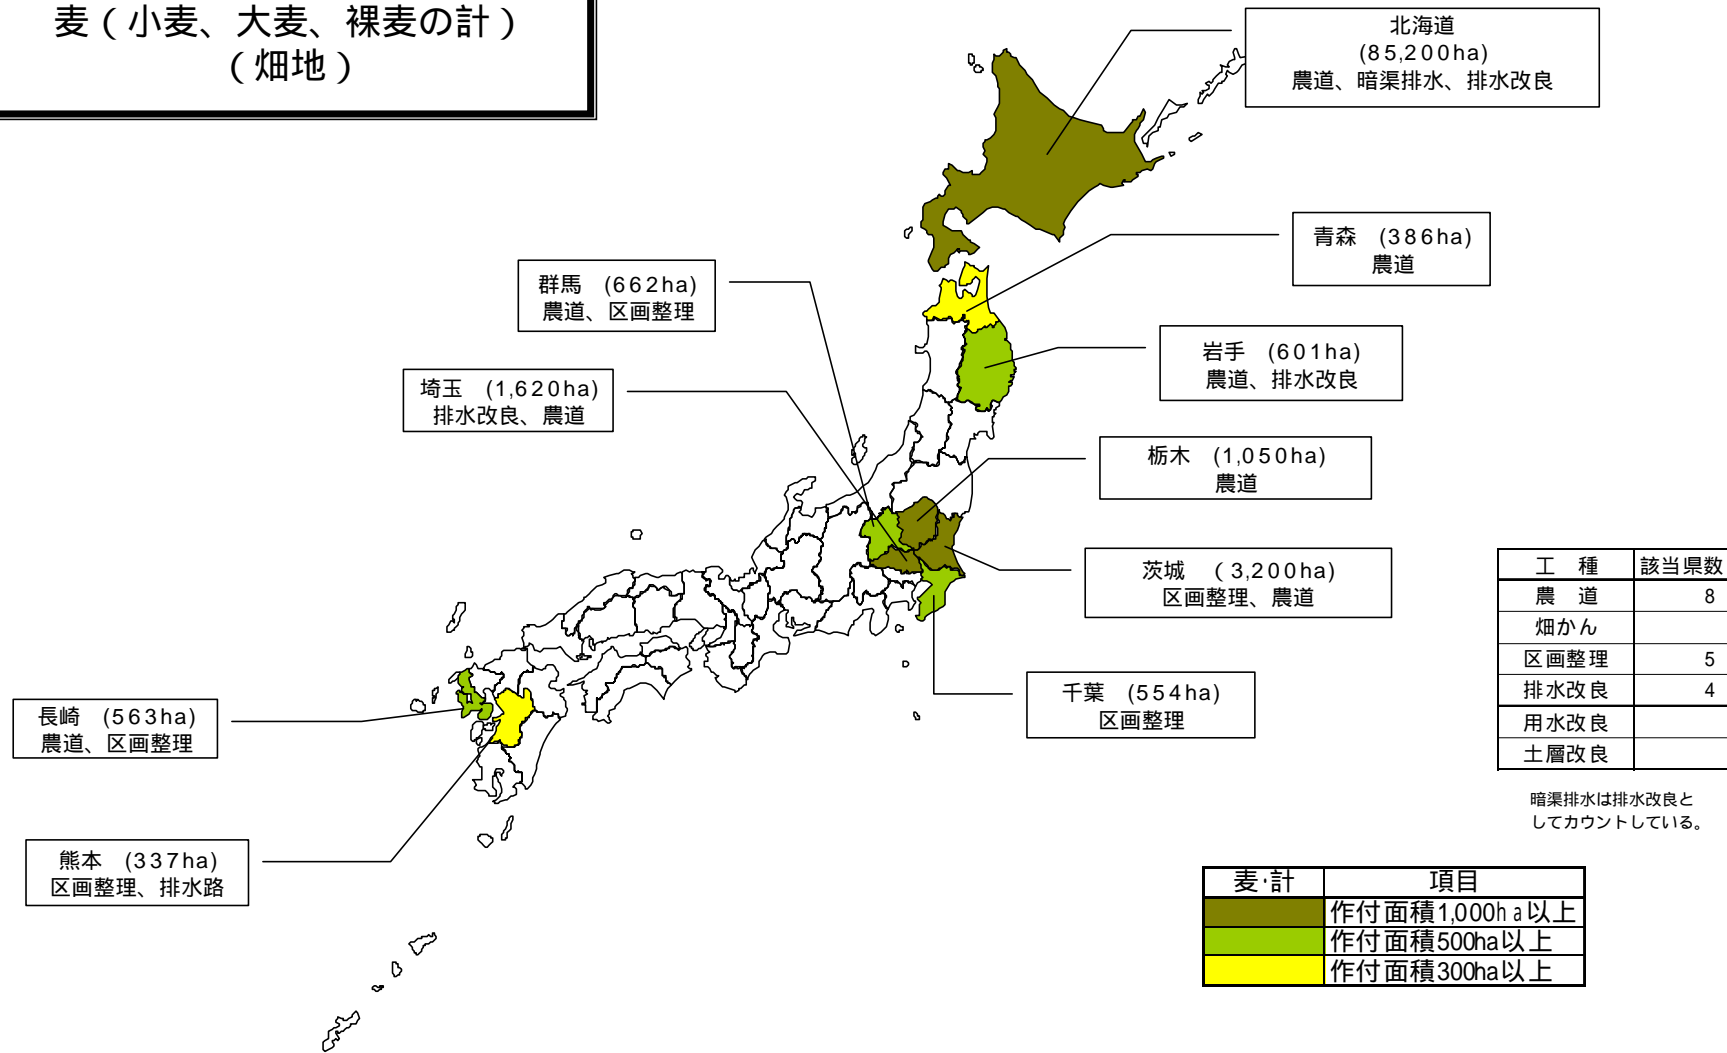 麦（小麦、大麦、裸麦の計）
（畑地）
北海道
(85,200ha)
農道、暗渠排水、排水改良
青森 (386ha)
農道
群馬 (662ha)
農道、区画整理
岩手 (601ha)
農道、排水改良
埼玉 (1,620ha)
排水改良、農道
栃木 (1,050ha)
農道
茨城 (3,200ha)
区画整理、農道
千葉 (554ha)
区画整理
長崎 (563ha)
農道、区画整理
熊本 (337ha)
区画整理、排水路
工 種 該当県数
農 道 8
畑かん
区画整理 5
排水改良 4
用水改良
土層改良
暗渠排水は排水改良と
してカウントしている。
麦・計 項目
作付面積1,000ha以上
作付面積500ha以上
作付面積300ha以上